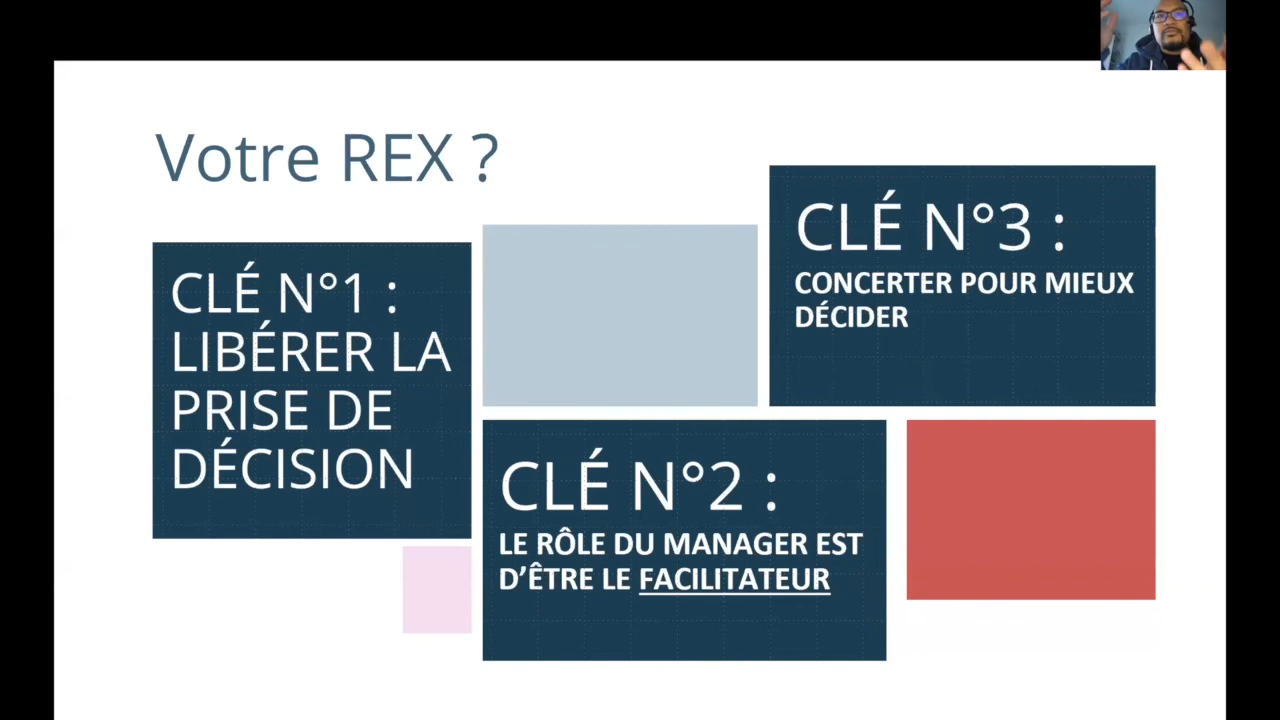 Votre REX ?
CLÉ N°1 :
LIBÉRER LA
PRISE DE
DÉCISION
CLÉ N°2 :
LE RÔLE DU MANAGER EST
D’ÊTRE LE FACILITATEUR
CLÉ N°3 :
CONCERTER POUR MIEUX
DÉCIDER